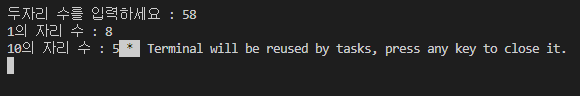 두자리 수를 입력하세요 : 58
1의 자리 수 : 8
10의 자리 수 : 5 * Terminal will be reused by tasks, press any key to close it.